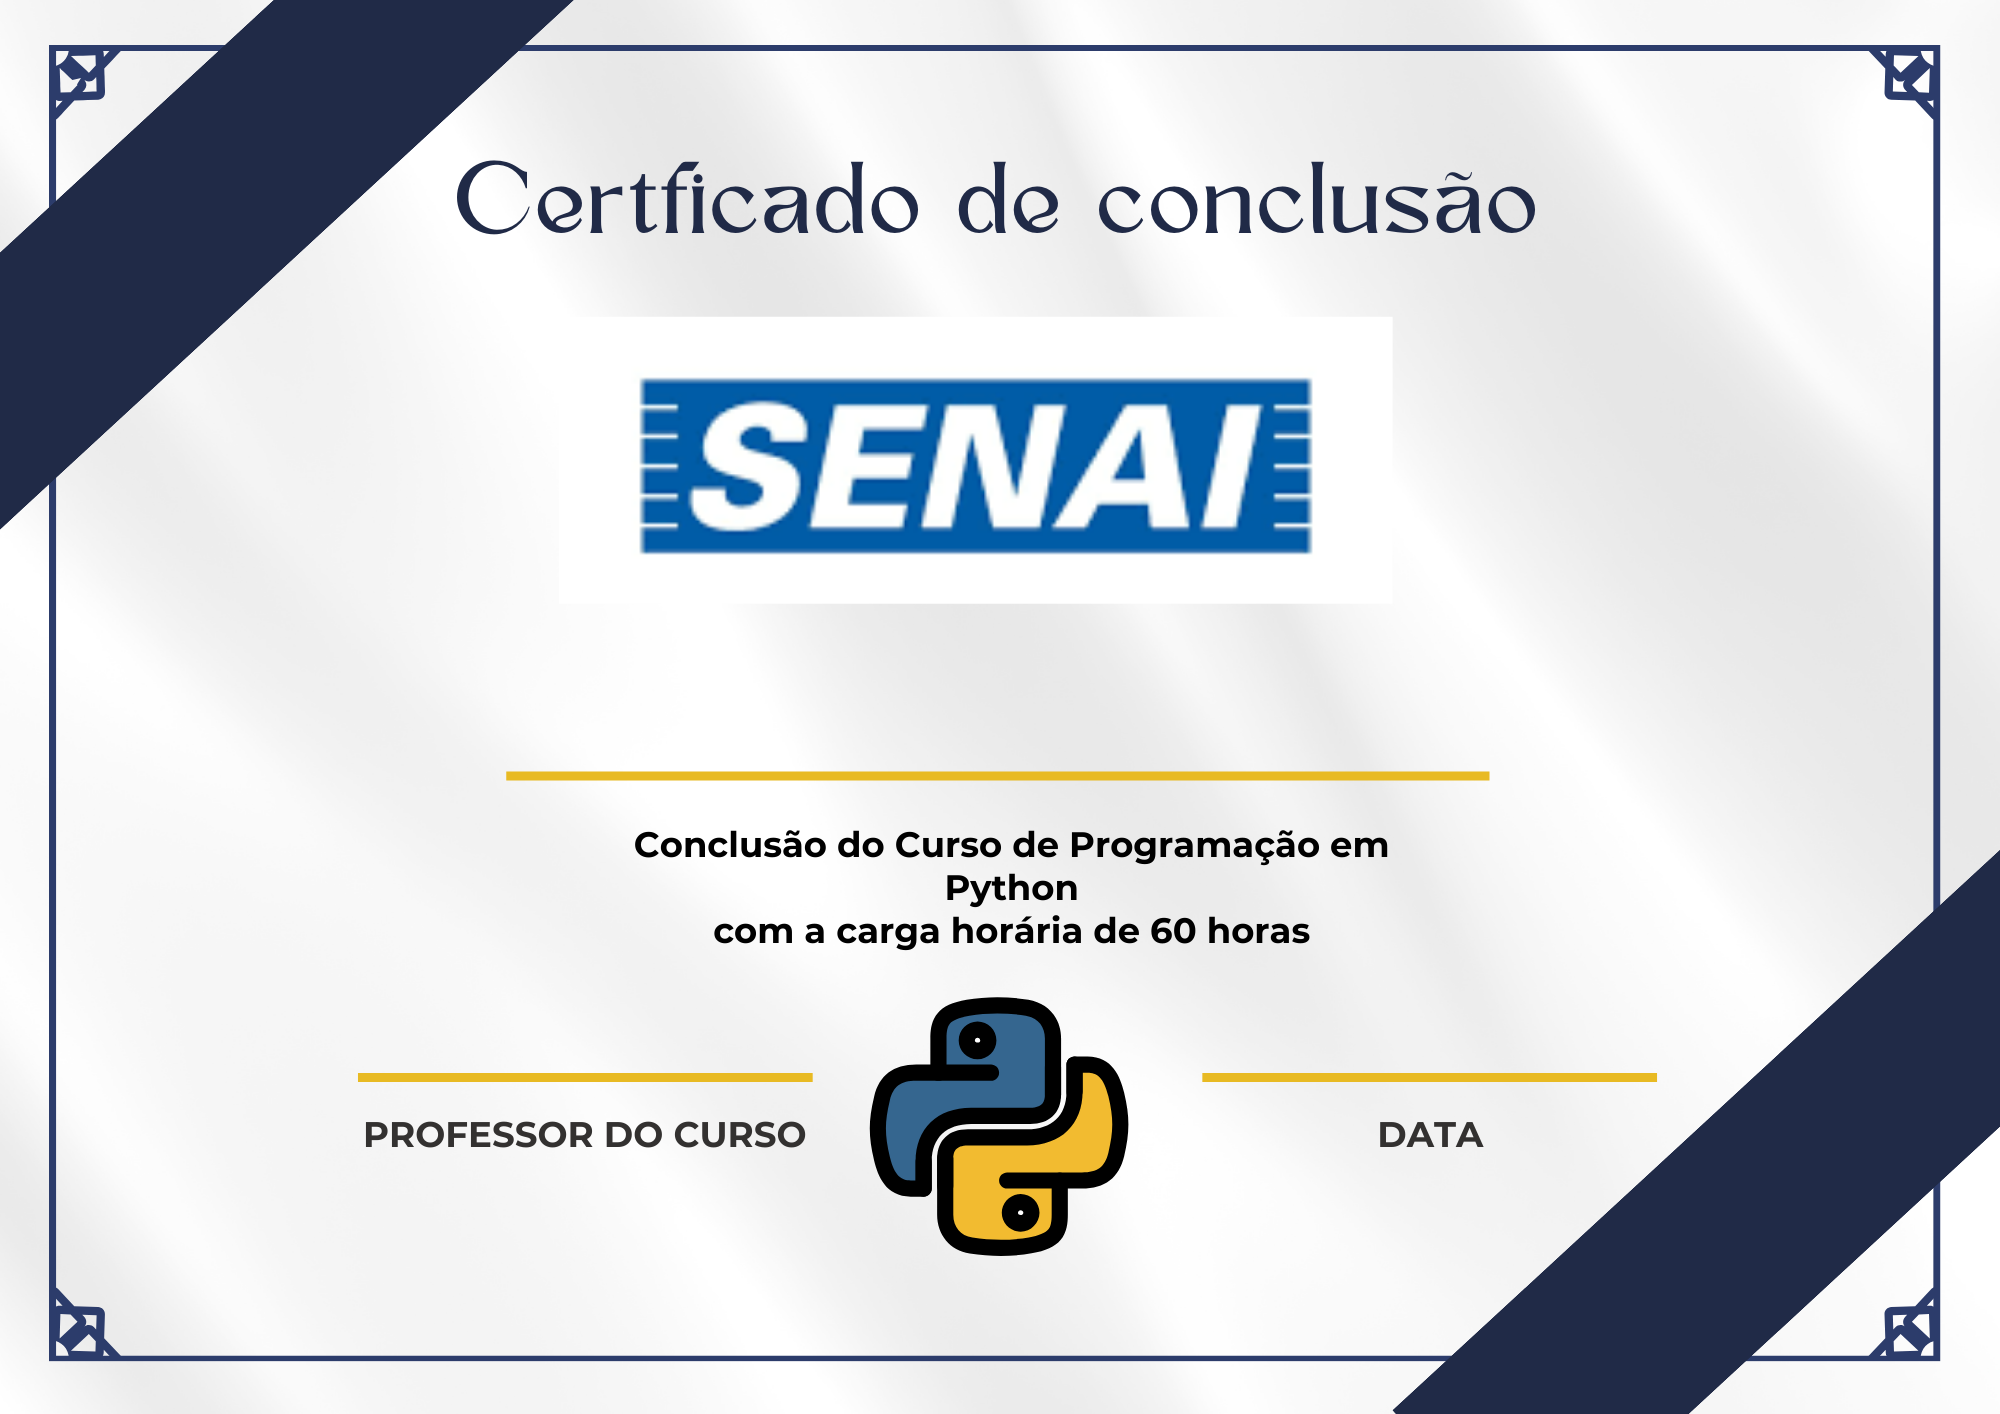 Certficado de conclusão
SENAI
Conclusão do Curso de Programação em
Python
com a carga horária de 60 horas
PROFESSOR DO CURSO
DATA